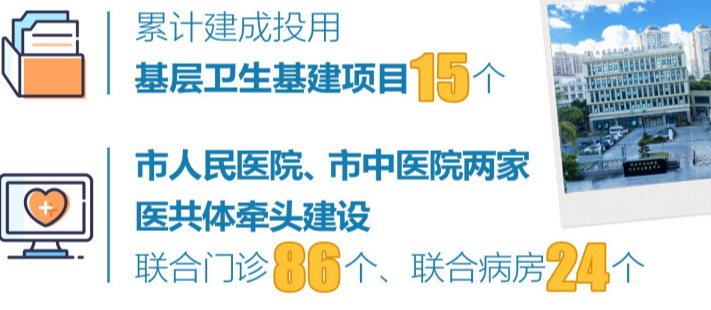 累计建成投用
基层卫生基建项目15个
市人民医院、市中医院两家
医共体牵头建设
联合门诊86个、联合病房24个